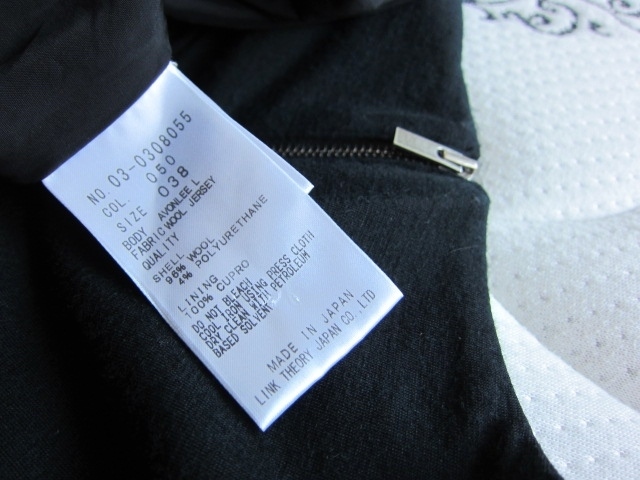 NO. 03-0308055
COL. 050
SIZE 038
BODY AVONLEE L
FABRIC WOOL JERSEY
QUALITY
SHELL WOOL
96% WOOL
4% POLYURETHANE
LINING
100% CUPRO
DO NOT BLEACH
COOL IRON USING PRESS CLOTH
DRY CLEAN WITH PETROLEUM
BASED SOLVENT
MADE IN JAPAN
LINK THEORY JAPAN CO.,LTD